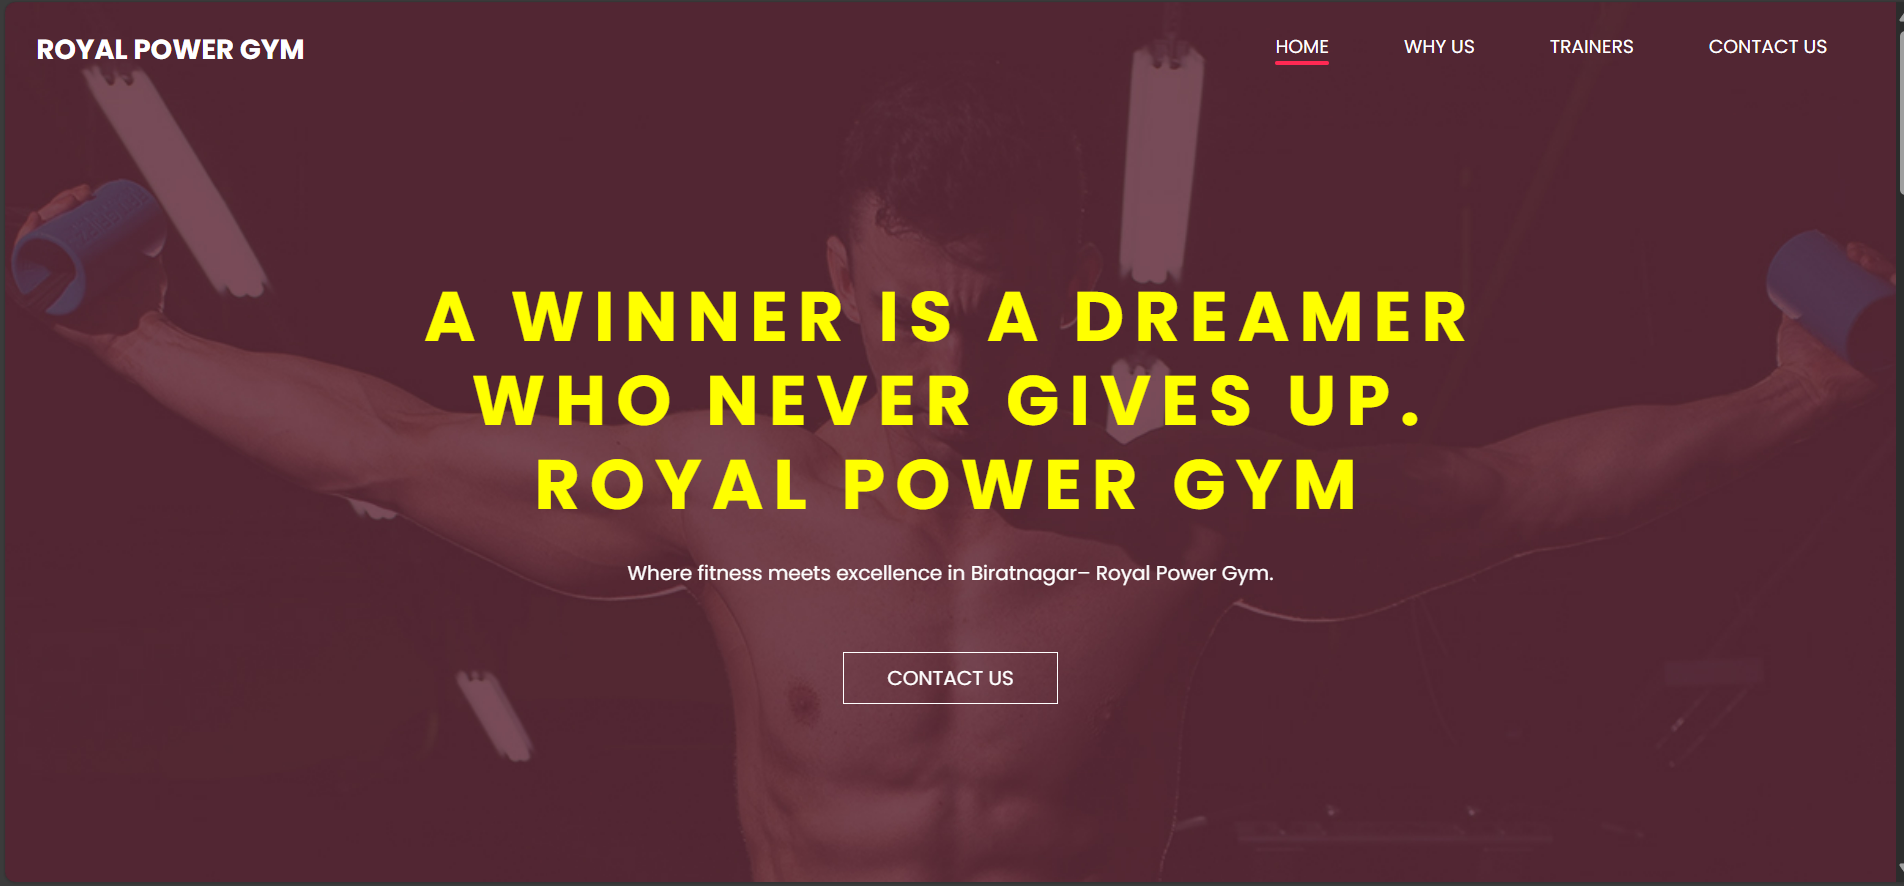 ROYAL POWER GYM
HOME WHY US TRAINERS CONTACT US
A WINNER IS A DREAMER
WHO NEVER GIVES UP.
ROYAL POWER GYM
Where fitness meets excellence in Biratnagar– Royal Power Gym.
CONTACT US